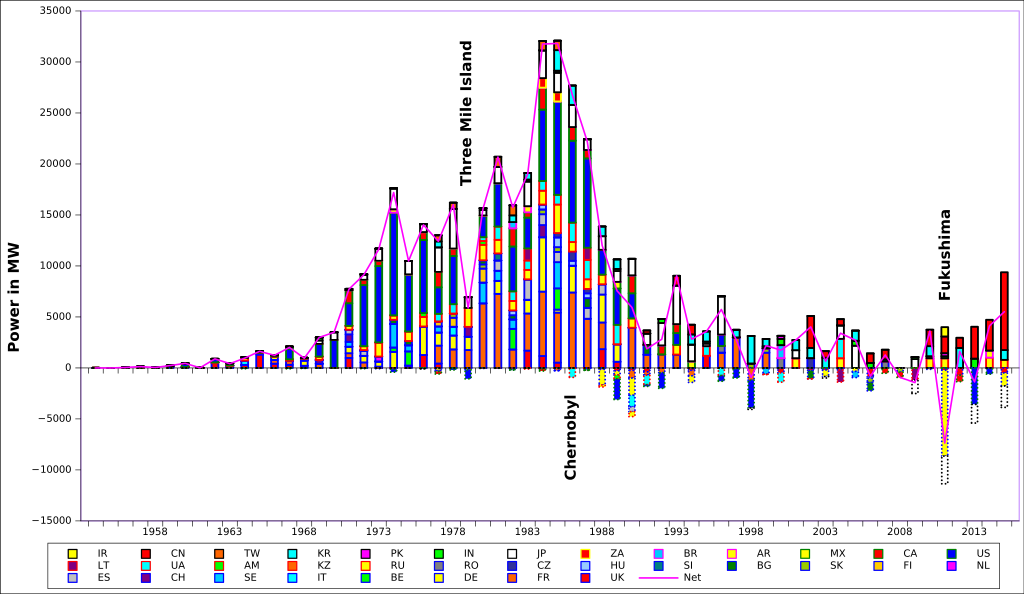 35000
30000
25000
20000
15000
10000
5000
0
−5000
−10000
−15000
Power in MW
Three Mile Island
Chernobyl
Fukushima
1958 1963 1968 1973 1978 1983 1988 1993 1998 2003 2008 2013
IR CN TW KR PK IN JP ZA BR AR MX CA US
LT UA AM KZ RU RO CZ HU SI BG SK FI NL
ES CH SE IT BE DE FR UK Net